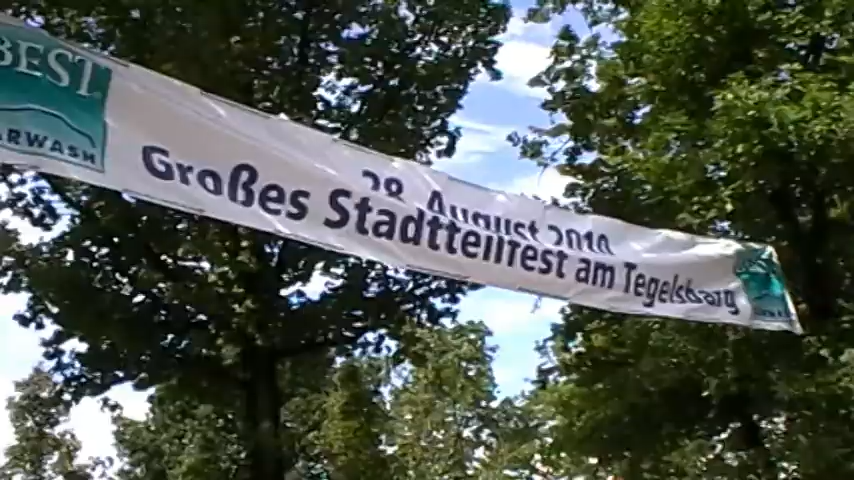 BEST
CARWASH
28. August 2010
Großes Stadtteilfest am Tegelsbarg